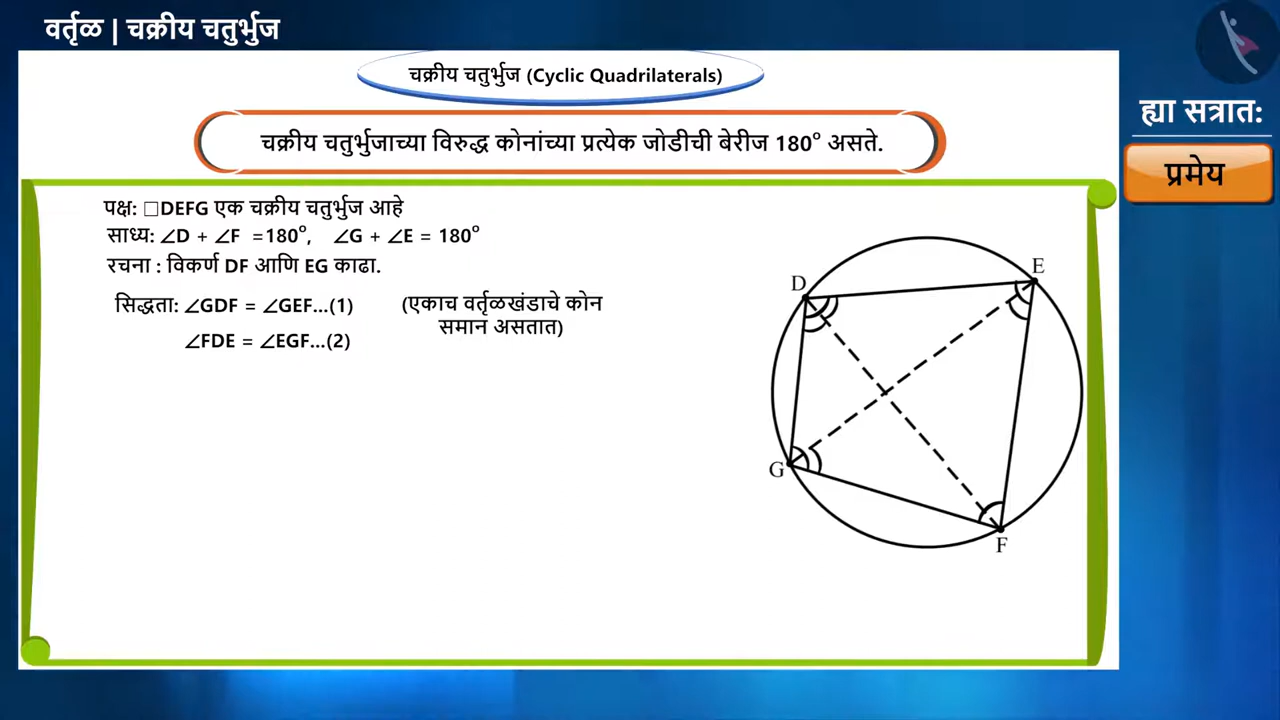 वर्तृळ | चक्रीय चतुर्भुज
चक्रीय चतुर्भुज (Cyclic Quadrilaterals)
ह्या सत्रात:
चक्रीय चतुर्भुजाच्या विरुद्ध कोनांच्या प्रत्येक जोडीची बेरीज 180° असते.
प्रमेय
पक्ष: □DEFG एक चक्रीय चतुर्भुज आहे
साध्य: ∠D + ∠F =180°, ∠G + ∠E = 180°
रचना : विकर्ण DF आणि EG काढा.
सिद्धता: ∠GDF = ∠GEF...(1) (एकाच वर्तृळखंडाचे कोन
समान असतात)
∠FDE = ∠EGF...(2)
D
E
G
F